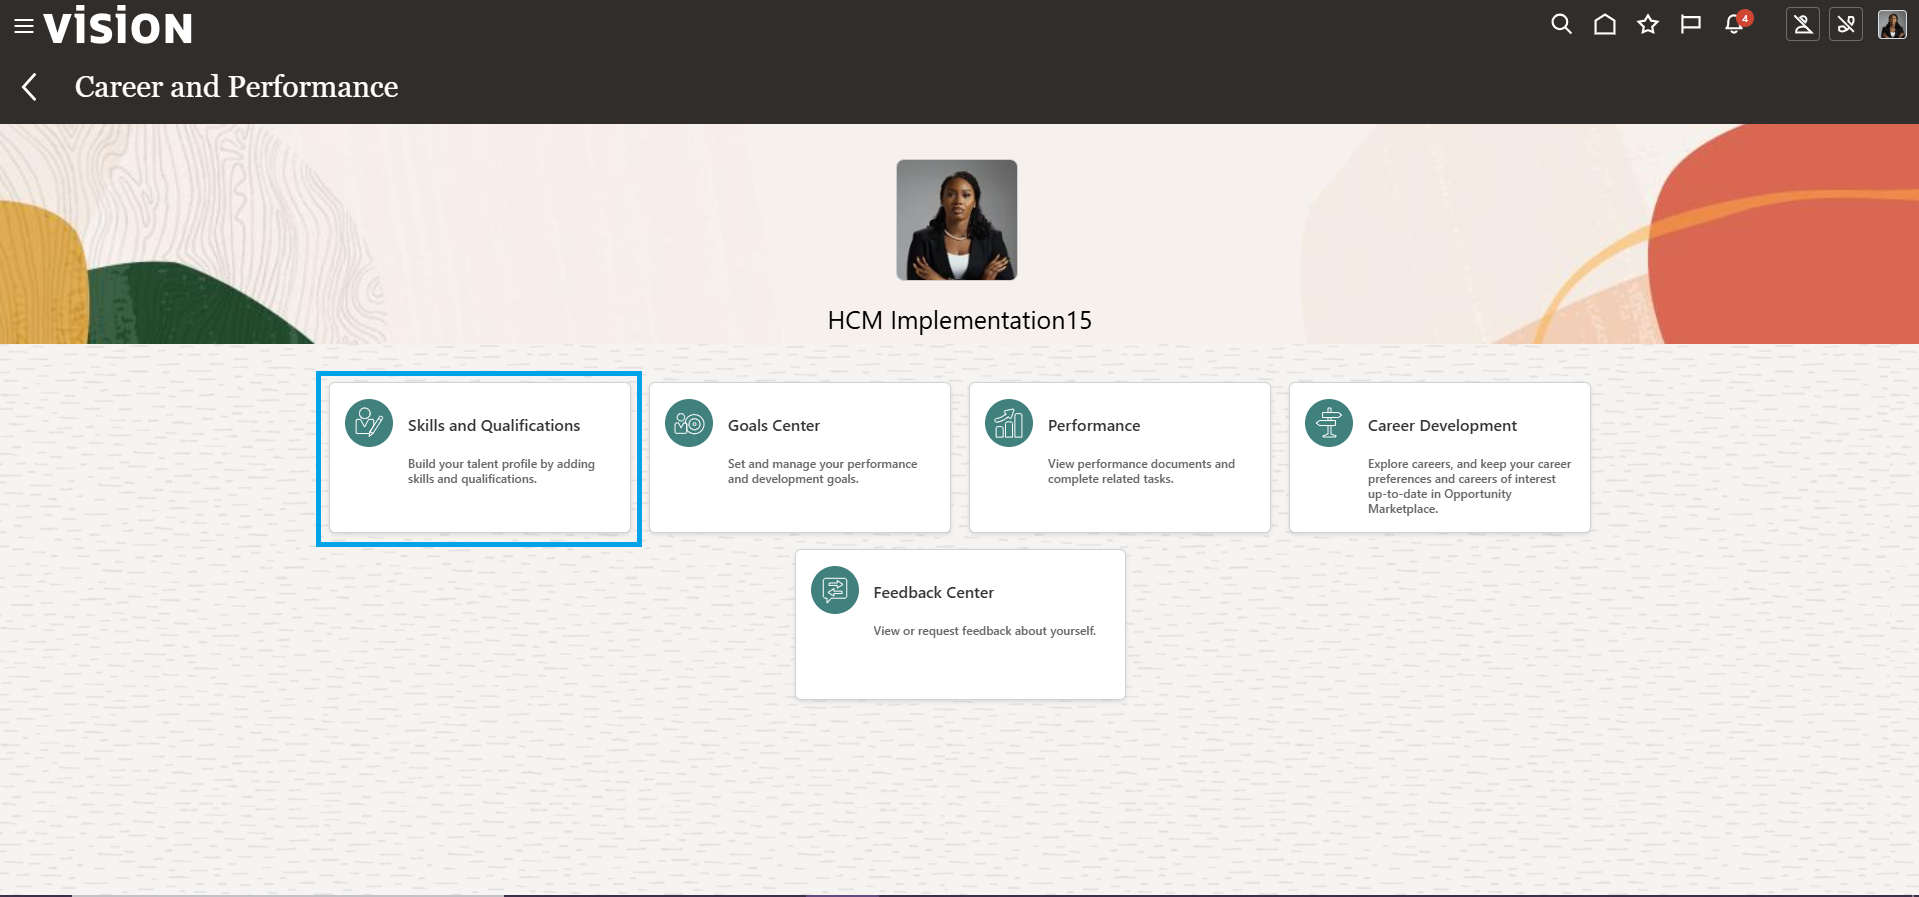 VISION
4
Career and Performance
HCM Implementation15
Skills and Qualifications
Build your talent profile by adding
skills and qualifications.
Goals Center
Set and manage your performance
and development goals.
Performance
View performance documents and
complete related tasks.
Career Development
Explore careers, and keep your career
preferences and careers of interest
up-to-date in Opportunity
Marketplace.
Feedback Center
View or request feedback about yourself.